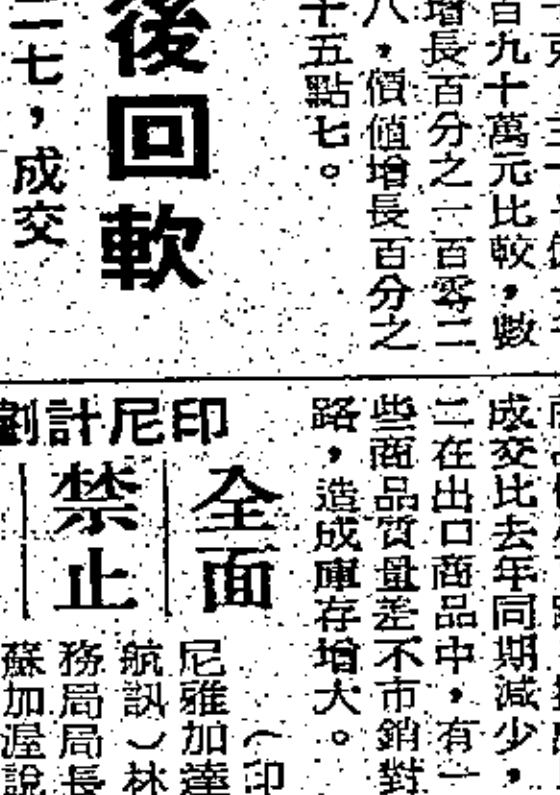 百九十萬元比較,數
增長百分之一百零二
八,價値增長百分之
十五點七。
後回軟
二七,成交
成交比去年同期減少,
二在出口商品中,有一
些商品質量差不市銷對
路,造成庫存增大。
印尼計劃
全面
禁止
(印
尼雅加達
航訊)林
務局局長
蘇加渥說